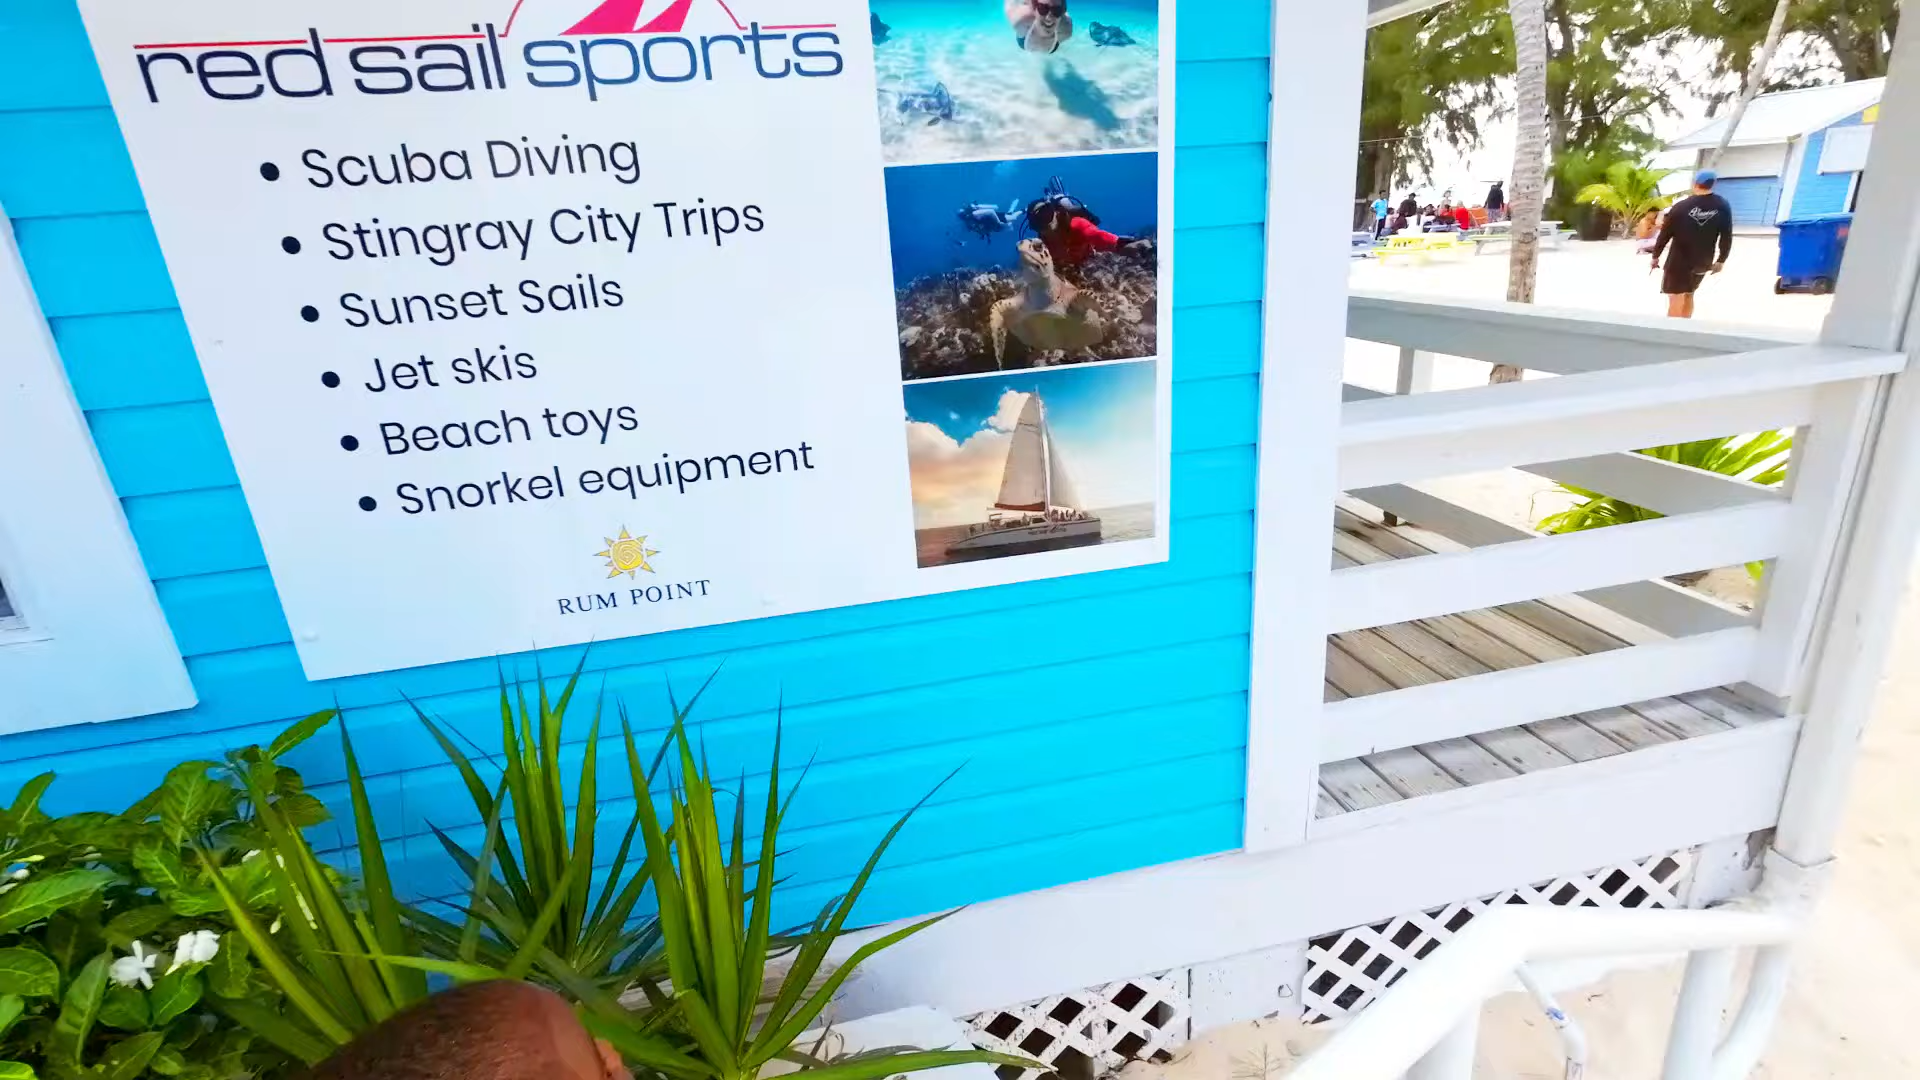 red sail sports
• Scuba Diving
• Stingray City Trips
• Sunset Sails
• Jet skis
• Beach toys
• Snorkel equipment
RUM POINT